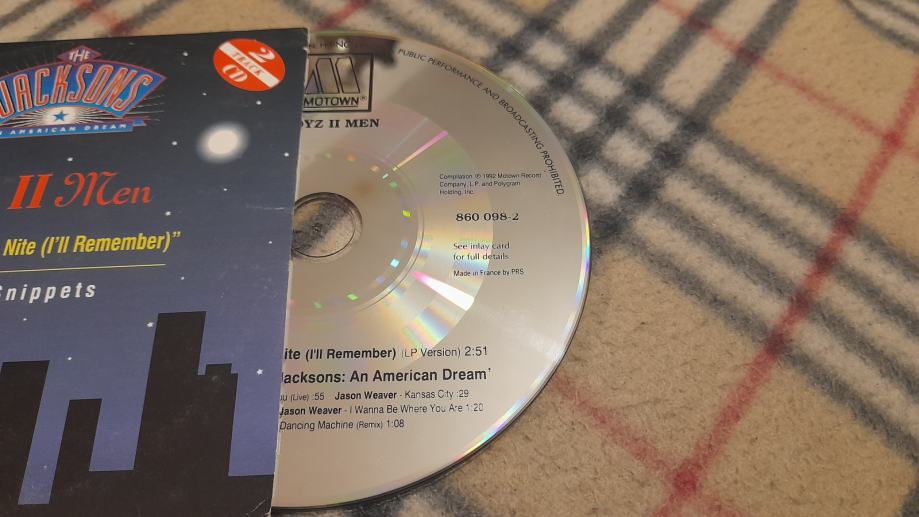 THE
JACKSONS
AN AMERICAN DREAM
2
TRACK
CD
II Men
Nite (I'll Remember)"
Snippets
PUBLIC PERFORMANCE AND BROADCASTING PROHIBITED.
M
MOTOWN®
BOYZ II MEN
Compilation ℗ 1992 Motown Record
Company, L.P. and Polygram
Holding, Inc.
860 098-2
See inlay card
for full details
Made in France by PRS
Nite (I'll Remember) (LP Version) 2:51
Jacksons: An American Dream'
(Live) :55 Jason Weaver - Kansas City :29
Jason Weaver - I Wanna Be Where You Are 1:20
Dancing Machine (Remix) 1:08